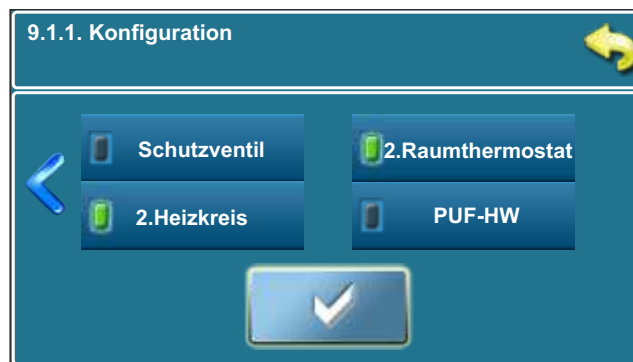 9.1.1. Konfiguration
Schutzventil
2.Raumthermostat
2.Heizkreis
PUF-HW